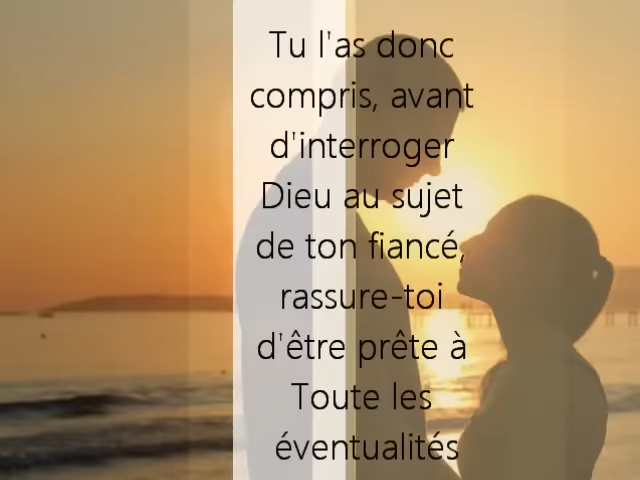 Tu l'as donc
compris, avant
d'interroger
Dieu au sujet
de ton fiancé,
rassure-toi
d'être prête à
Toute les
éventualités